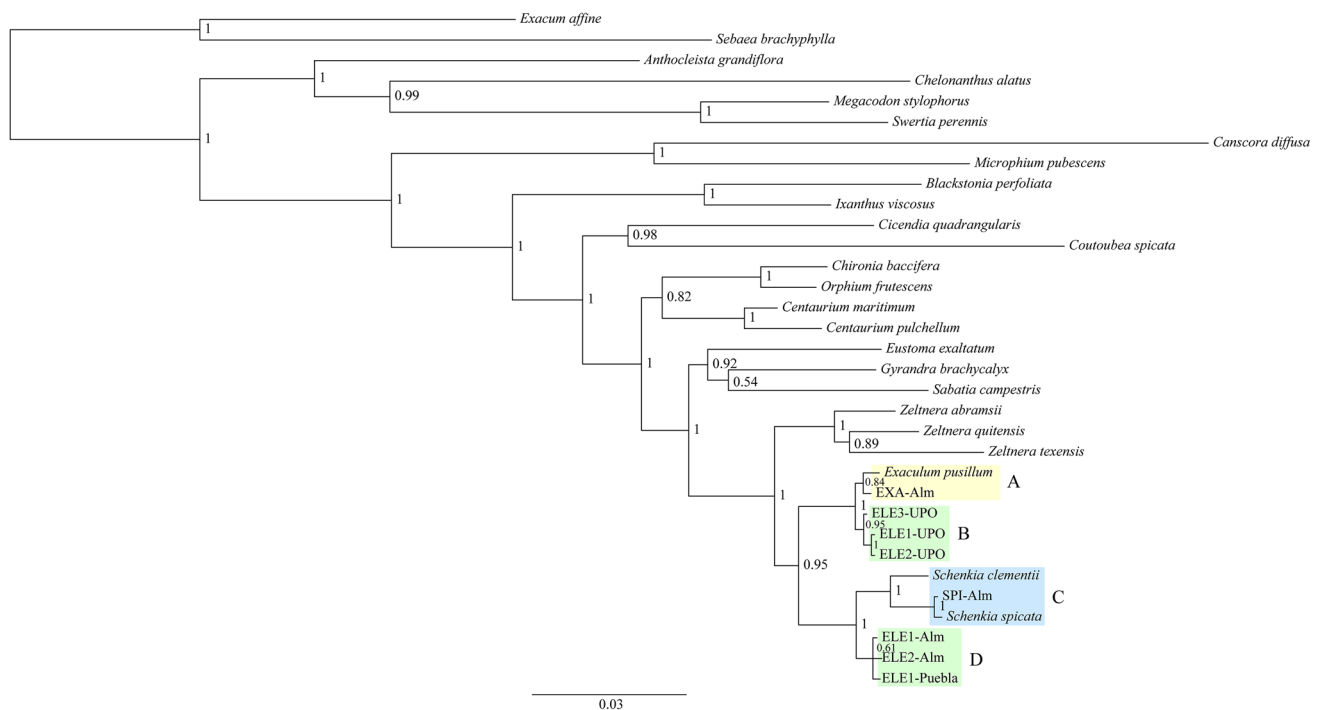 Exacum affine
1
Sebaea brachyphylla
Anthocleista grandiflora
1
Chelonanthus alatus
0.99
Megacodon stylophorus
1
Swertia perennis
1
Canscora diffusa
1
Microphium pubescens
Blastonia perfoliata
1
1
Ixanthus viscosus
Cicendia quadrangularis
0.98
1
Coutoubea spicata
Chironia baccifera
1
Orphium frutescens
0.82
1
Centaurium maritimum
1
Centaurium pulchellum
Eustoma exaltatum
1
0.92
Gyrandra brachycalyx
0.54
Sabatia campestris
Zeltnera abramsii
1
1
Zeltnera quitensis
0.89
Zeltnera texensis
Exaculum pusillum
A
0.84
EXA-Alm
1
1
ELE3-UPO
0.95
ELE1-UPO
B
1
ELE2-UPO
0.95
Schenkia clementii
1
SPI-Alm
C
1
Schenkia spicata
1
ELE1-Alm
0.61
ELE2-Alm
D
ELE1-Puebla
0.03